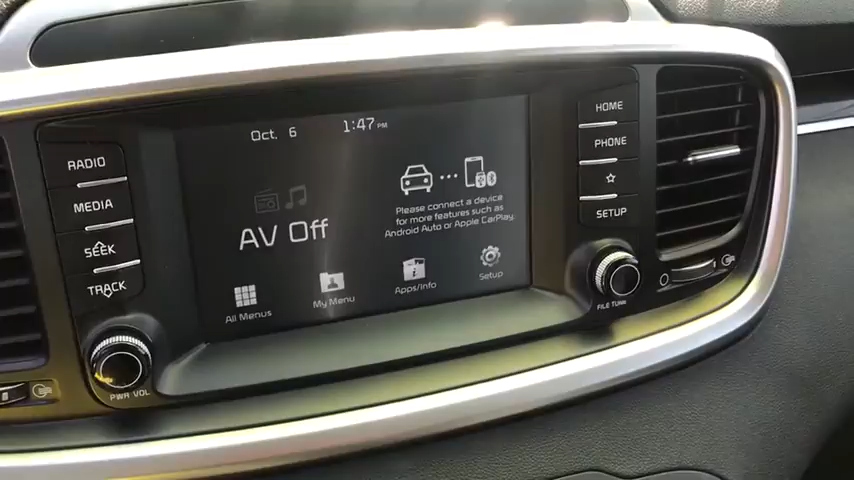 Oct. 6 1:47 PM
RADIO
MEDIA
SEEK
TRACK
PWR VOL
AV Off
Please connect a device
for more features such as
Android Auto or Apple CarPlay
All Menus
My Menu
Apps/Info
Setup
HOME
PHONE
SETUP
FILE TUNE